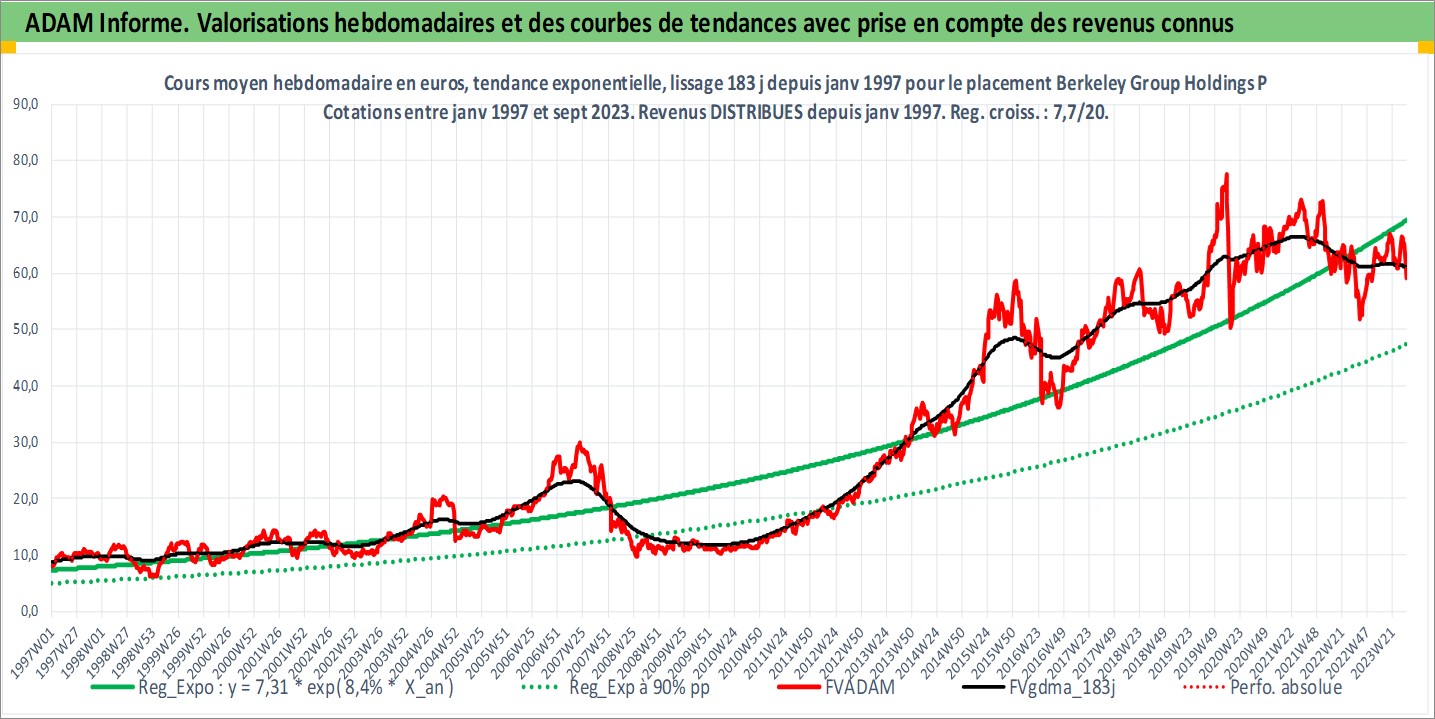 ADAM Informe. Valorisations hebdomadaires et des courbes de tendances avec prise en compte des revenus connus
Cours moyen hebdomadaire en euros, tendance exponentielle, lissage 183 j depuis janv 1997 pour le placement Berkeley Group Holdings P
Cotations entre janv 1997 et sept 2023. Revenus DISTRIBUES depuis janv 1997. Reg. croiss. : 7,7/20.
90,0
80,0
70,0
60,0
50,0
40,0
30,0
20,0
10,0
0,0
1997W01 1997W27 1998W01 1998W27 1998W53 1999W26 1999W52 2000W26 2000W52 2001W26 2001W52 2002W26 2002W52 2003W26 2003W52 2004W26 2004W52 2005W25 2005W51 2006W25 2006W51 2007W25 2007W51 2008W25 2008W51 2009W25 2009W51 2010W24 2010W50 2011W24 2011W50 2012W24 2012W50 2013W24 2013W50 2014W24 2014W50 2015W24 2015W50 2016W23 2016W49 2017W23 2017W49 2018W23 2018W49 2019W23 2019W49 2020W23 2020W49 2021W22 2021W48 2022W21 2022W47 2023W21
Reg_Expo : y = 7,31 * exp( 8,4% * X_an ) Reg_Exp à 90% pp FVADAM FVgdma_183j Perfo. absolue